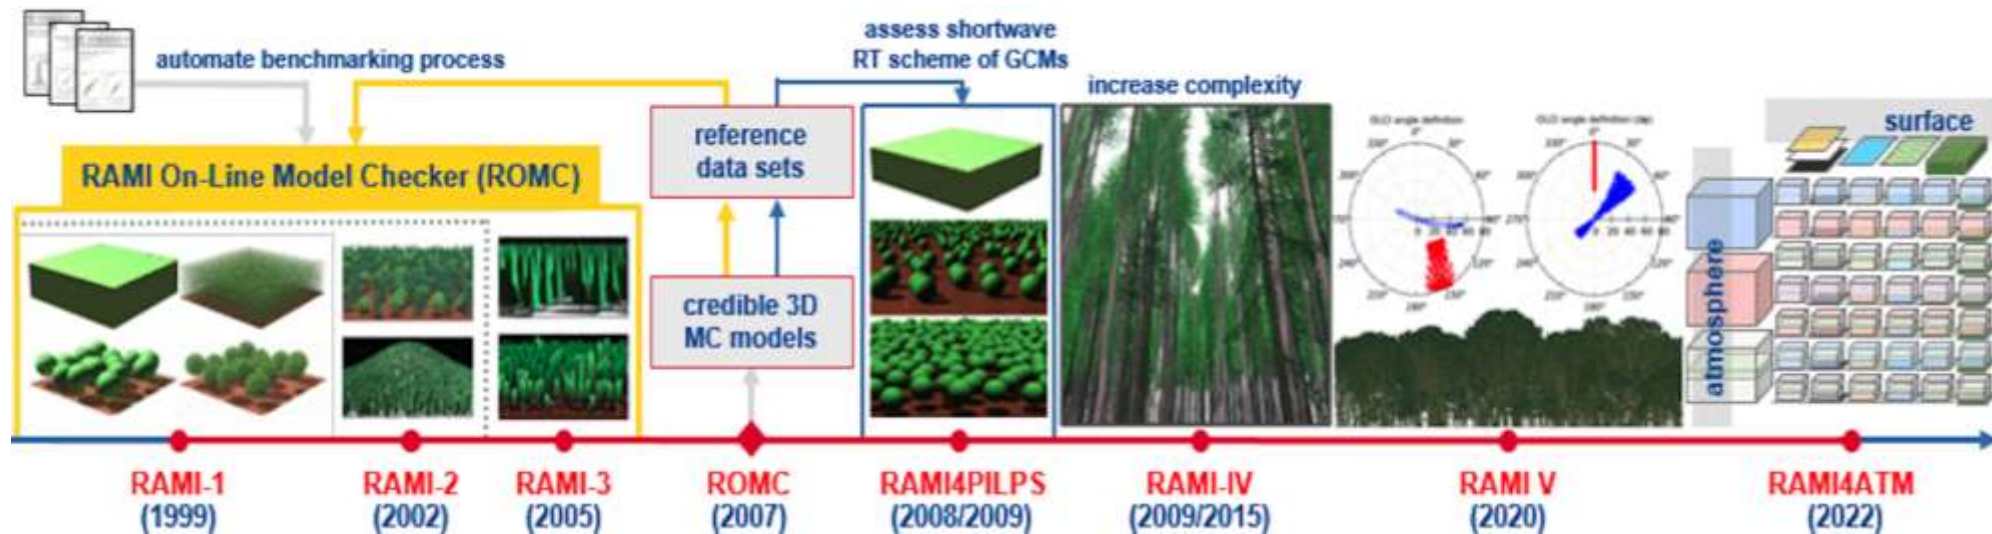 assess shortwave
RT scheme of GCMs
automate benchmarking process
increase complexity
RAMI On-Line Model Checker (ROMC)
reference
data sets
credible 3D
MC models
surface
atmosphere
RAMI-1
(1999)
RAMI-2
(2002)
RAMI-3
(2005)
ROMC
(2007)
RAMI4PILPS
(2008/2009)
RAMI-IV
(2009/2015)
RAMI V
(2020)
RAMI4ATM
(2022)